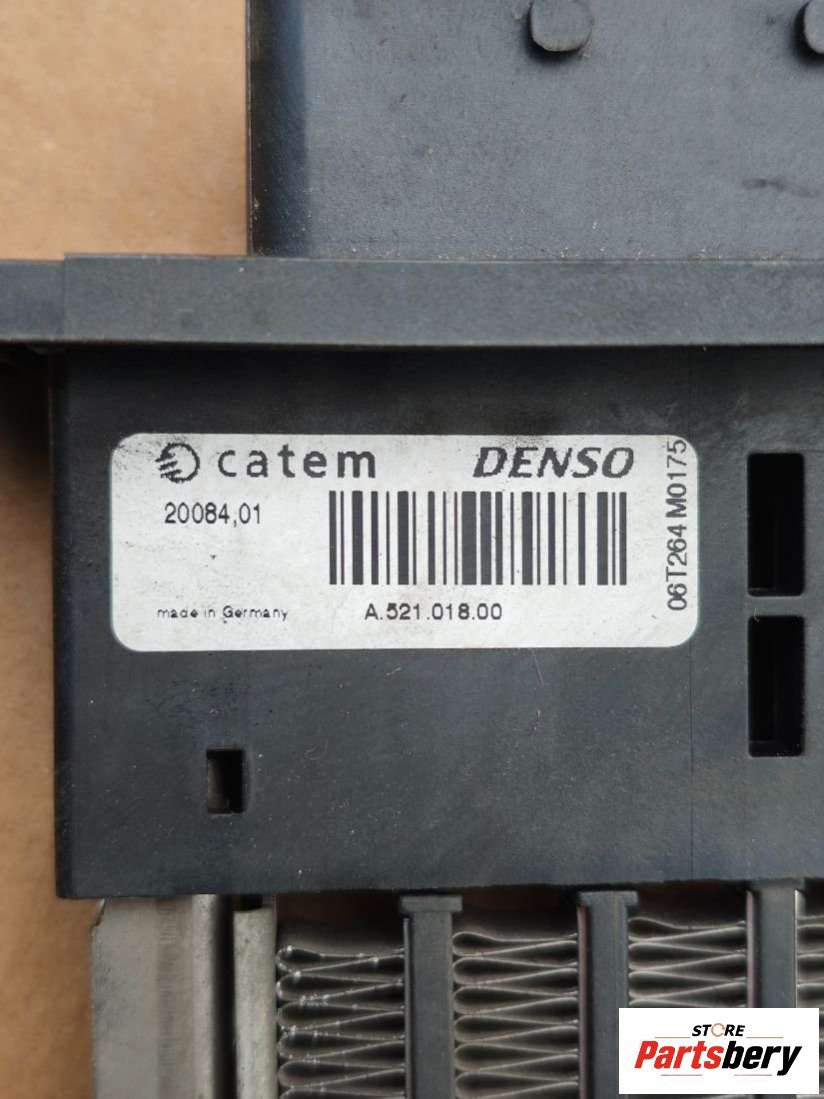 catem DENSO
20084,01
made in Germany
A.521.018.00
06T264 M0175
STORE
Partsbery